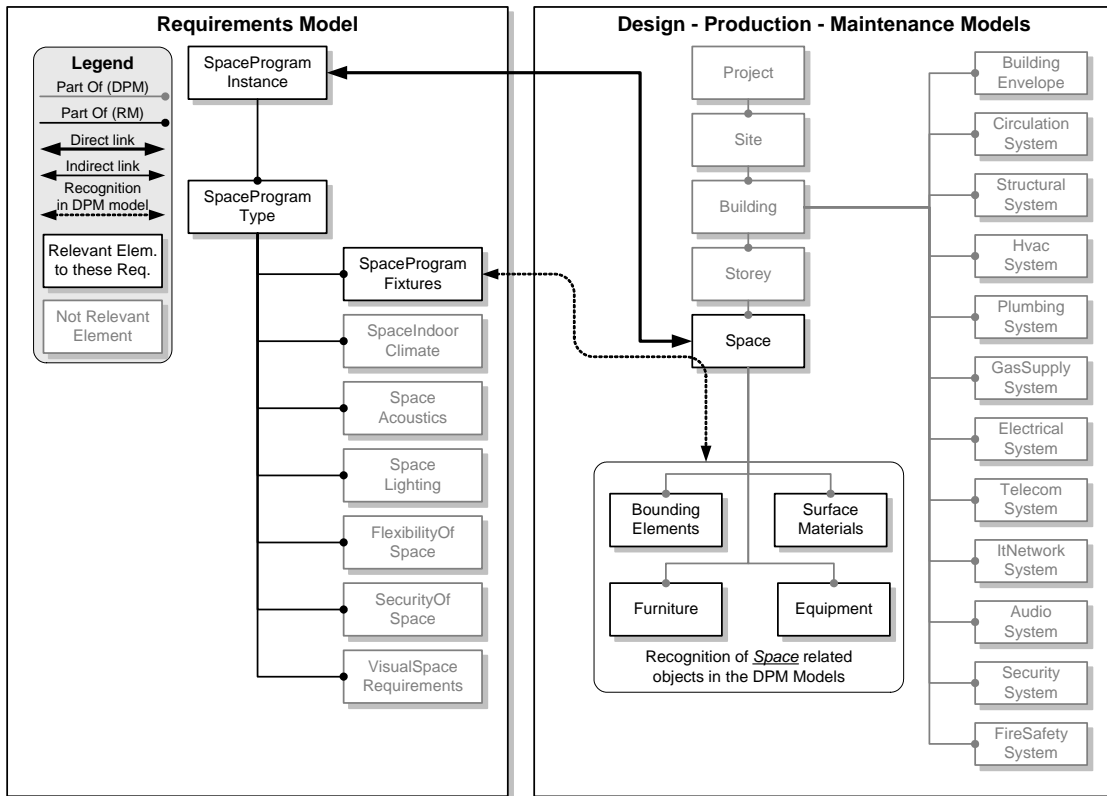 Requirements Model
Legend
Part Of (DPM)
Part Of (RM)
Direct link
Indirect link
Recognition
in DPM model
Relevant Elem.
to these Req.
Not Relevant
Element
SpaceProgram
Instance
SpaceProgram
Type
SpaceProgram
Fixtures
SpaceIndoor
Climate
Space
Acoustics
Space
Lighting
FlexibilityOf
Space
SecurityOf
Space
VisualSpace
Requirements
Design - Production - Maintenance Models
Project
Site
Building
Storey
Space
Bounding
Elements
Surface
Materials
Furniture
Equipment
Recognition of Space related
objects in the DPM Models
Building
Envelope
Circulation
System
Structural
System
Hvac
System
Plumbing
System
GasSupply
System
Electrical
System
Telecom
System
ItNetwork
System
Audio
System
Security
System
FireSafety
System